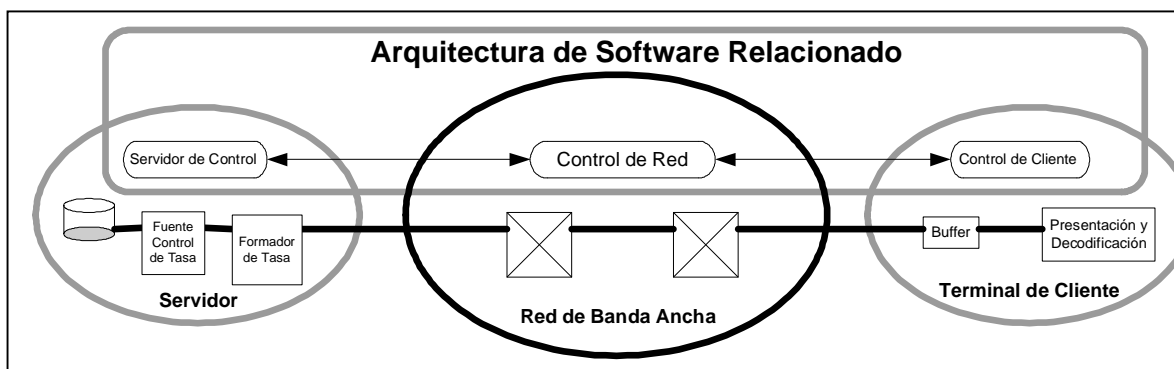 Arquitectura de Software Relacionado
Servidor de Control
Control de Red
Control de Cliente
Fuente
Control
de Tasa
Formador
de Tasa
Buffer
Presentación y
Decodificación
Servidor
Red de Banda Ancha
Terminal de Cliente